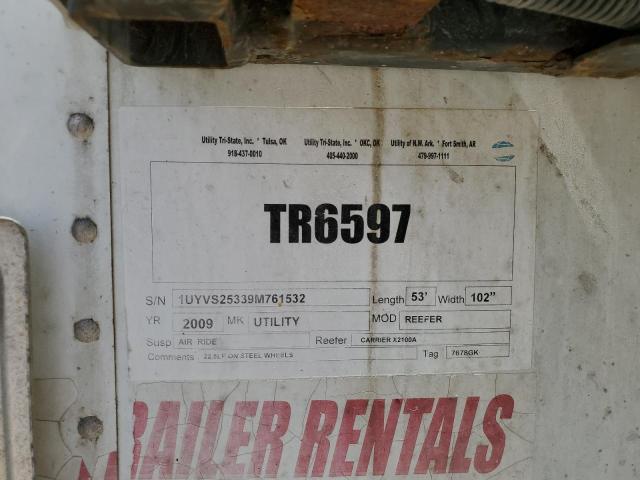 Utility Tri-State, Inc. * Tulsa, OK Utility Tri-State, Inc. * OKC, OK Utility of N.W. Ark. * Fort Smith, AR
918-437-0010 405-440-2000 479-997-1111
TR6597
S/N 1UYVS25339M761532 Length 53' Width 102"
YR 2009 MK UTILITY MOD REEFER
Susp AIR RIDE Reefer CARRIER X2100A
Comments 22.5LP ON STEEL WHEELS Tag 7678GK
RAILER RENTALS